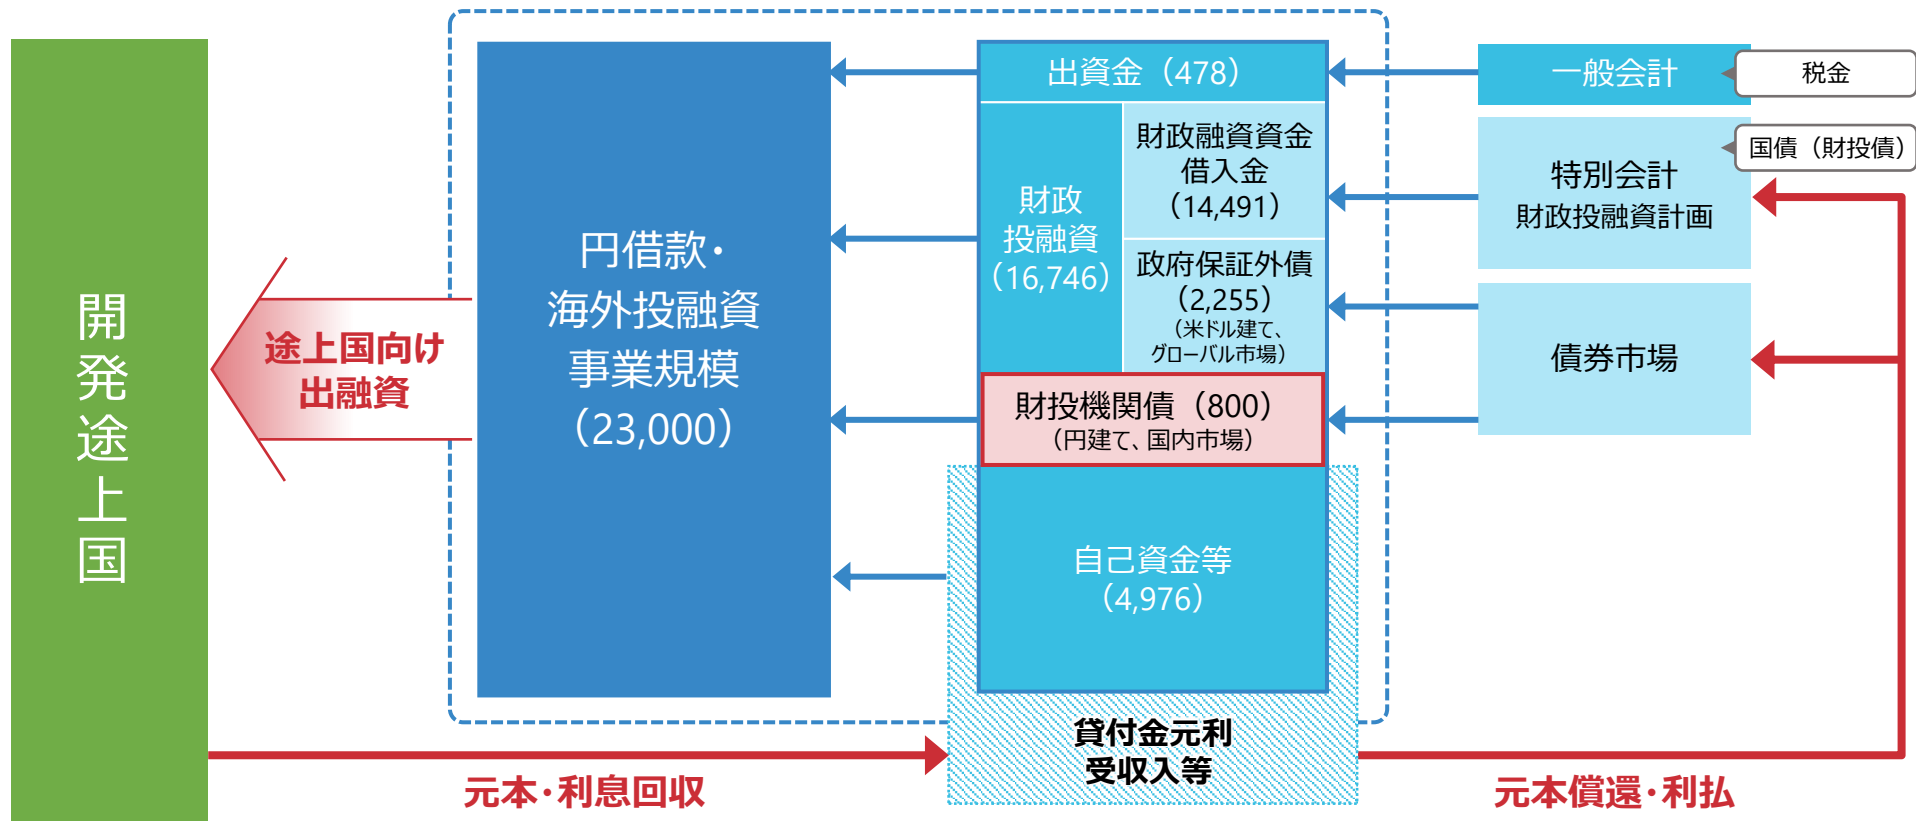 開発途上国
途上国向け
出融資
円借款・
海外投融資
事業規模
（23,000）
出資金（478）
財政
投融資
（16,746）
財政融資資金
借入金
（14,491）
政府保証外債
（2,255）
（米ドル建て、
グローバル市場）
財投機関債（800）
（円建て、国内市場）
自己資金等
（4,976）
貸付金元利
受収入等
一般会計
税金
特別会計
財政投融資計画
国債（財投債）
債券市場
元本・利息回収
元本償還・利払